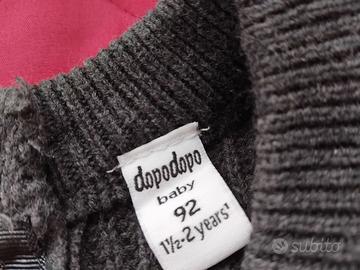 dopodopo
baby
92
1½-2 years
subito